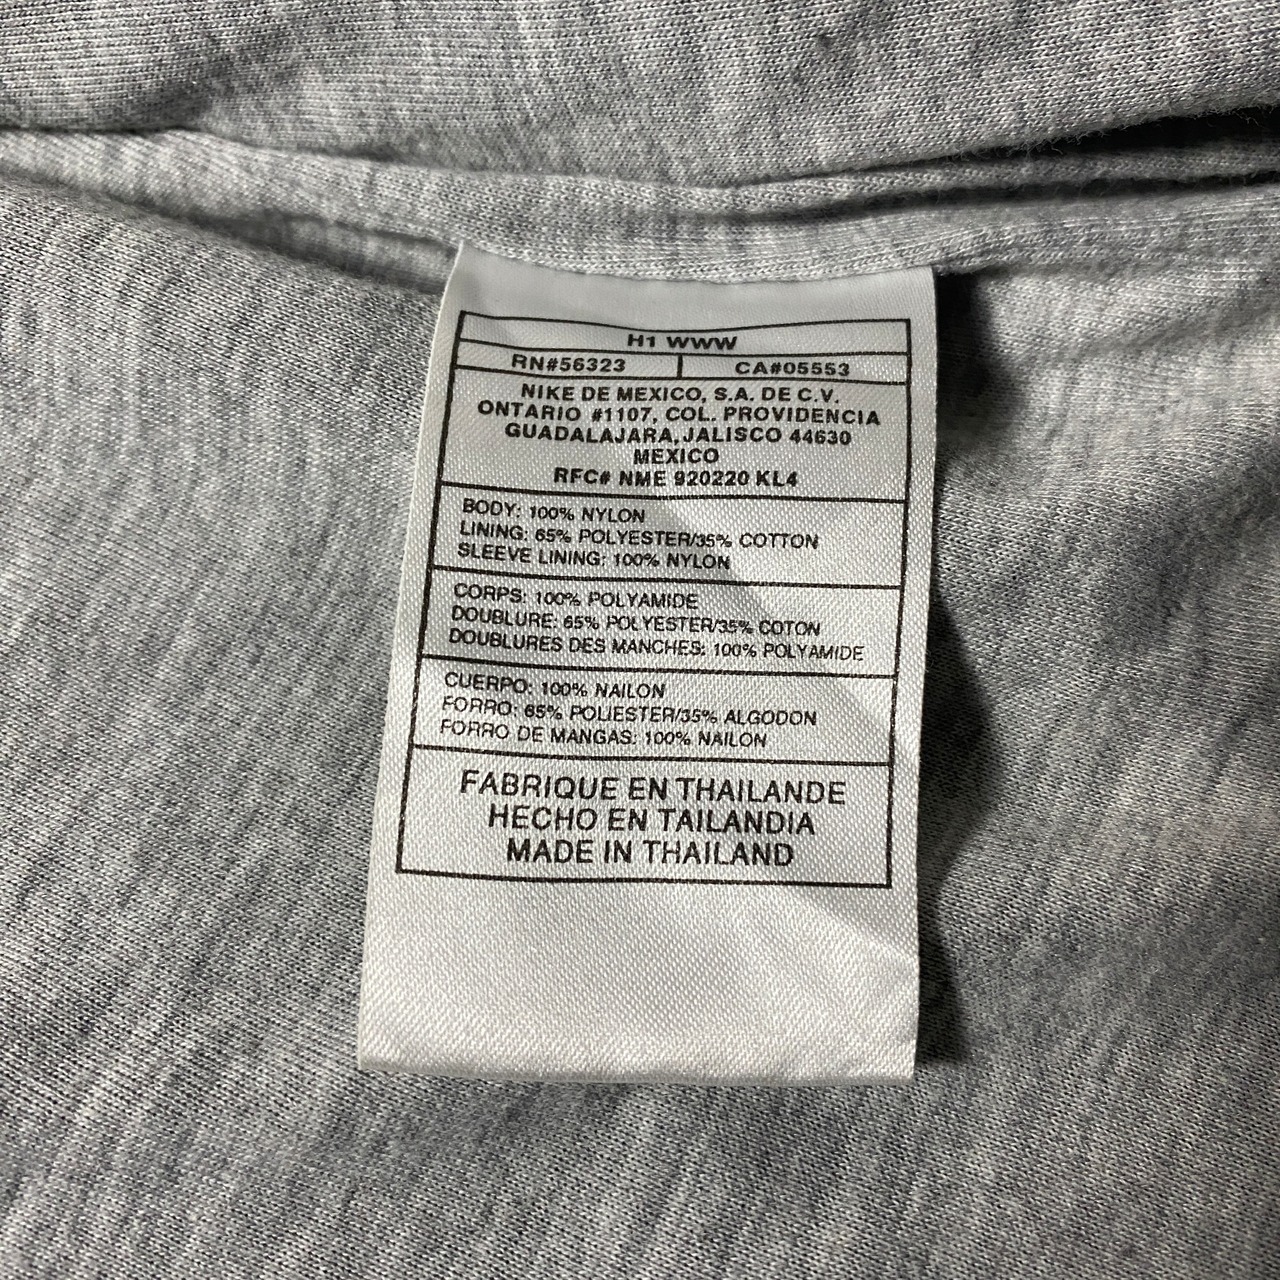 H1 WWW
RN#56323 CA#05553
NIKE DE MEXICO, S.A. DE C.V.
ONTARIO #1107, COL. PROVIDENCIA
GUADALAJARA, JALISCO 44630
MEXICO
RFC# NME 920220 KL4
BODY: 100% NYLON
LINING: 65% POLYESTER/35% COTTON
SLEEVE LINING: 100% NYLON
CORPS: 100% POLYAMIDE
DOUBLURE: 65% POLYESTER/35% COTON
DOUBLURES DES MANCHES: 100% POLYAMIDE
CUERPO: 100% NAILON
FORRO: 65% POLIESTER/35% ALGODON
FORRO DE MANGAS: 100% NAILON
FABRIQUE EN THAILANDE
HECHO EN TAILANDIA
MADE IN THAILAND